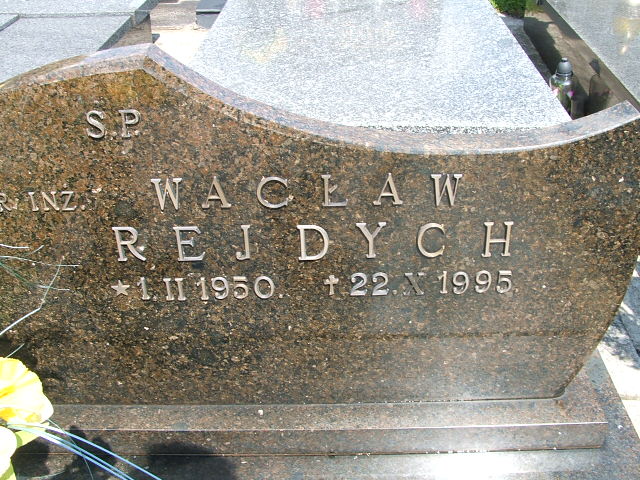 S.P.
R. INŻ. WACŁAW
REJDYCH
*1.II 1950. †22.X 1995.